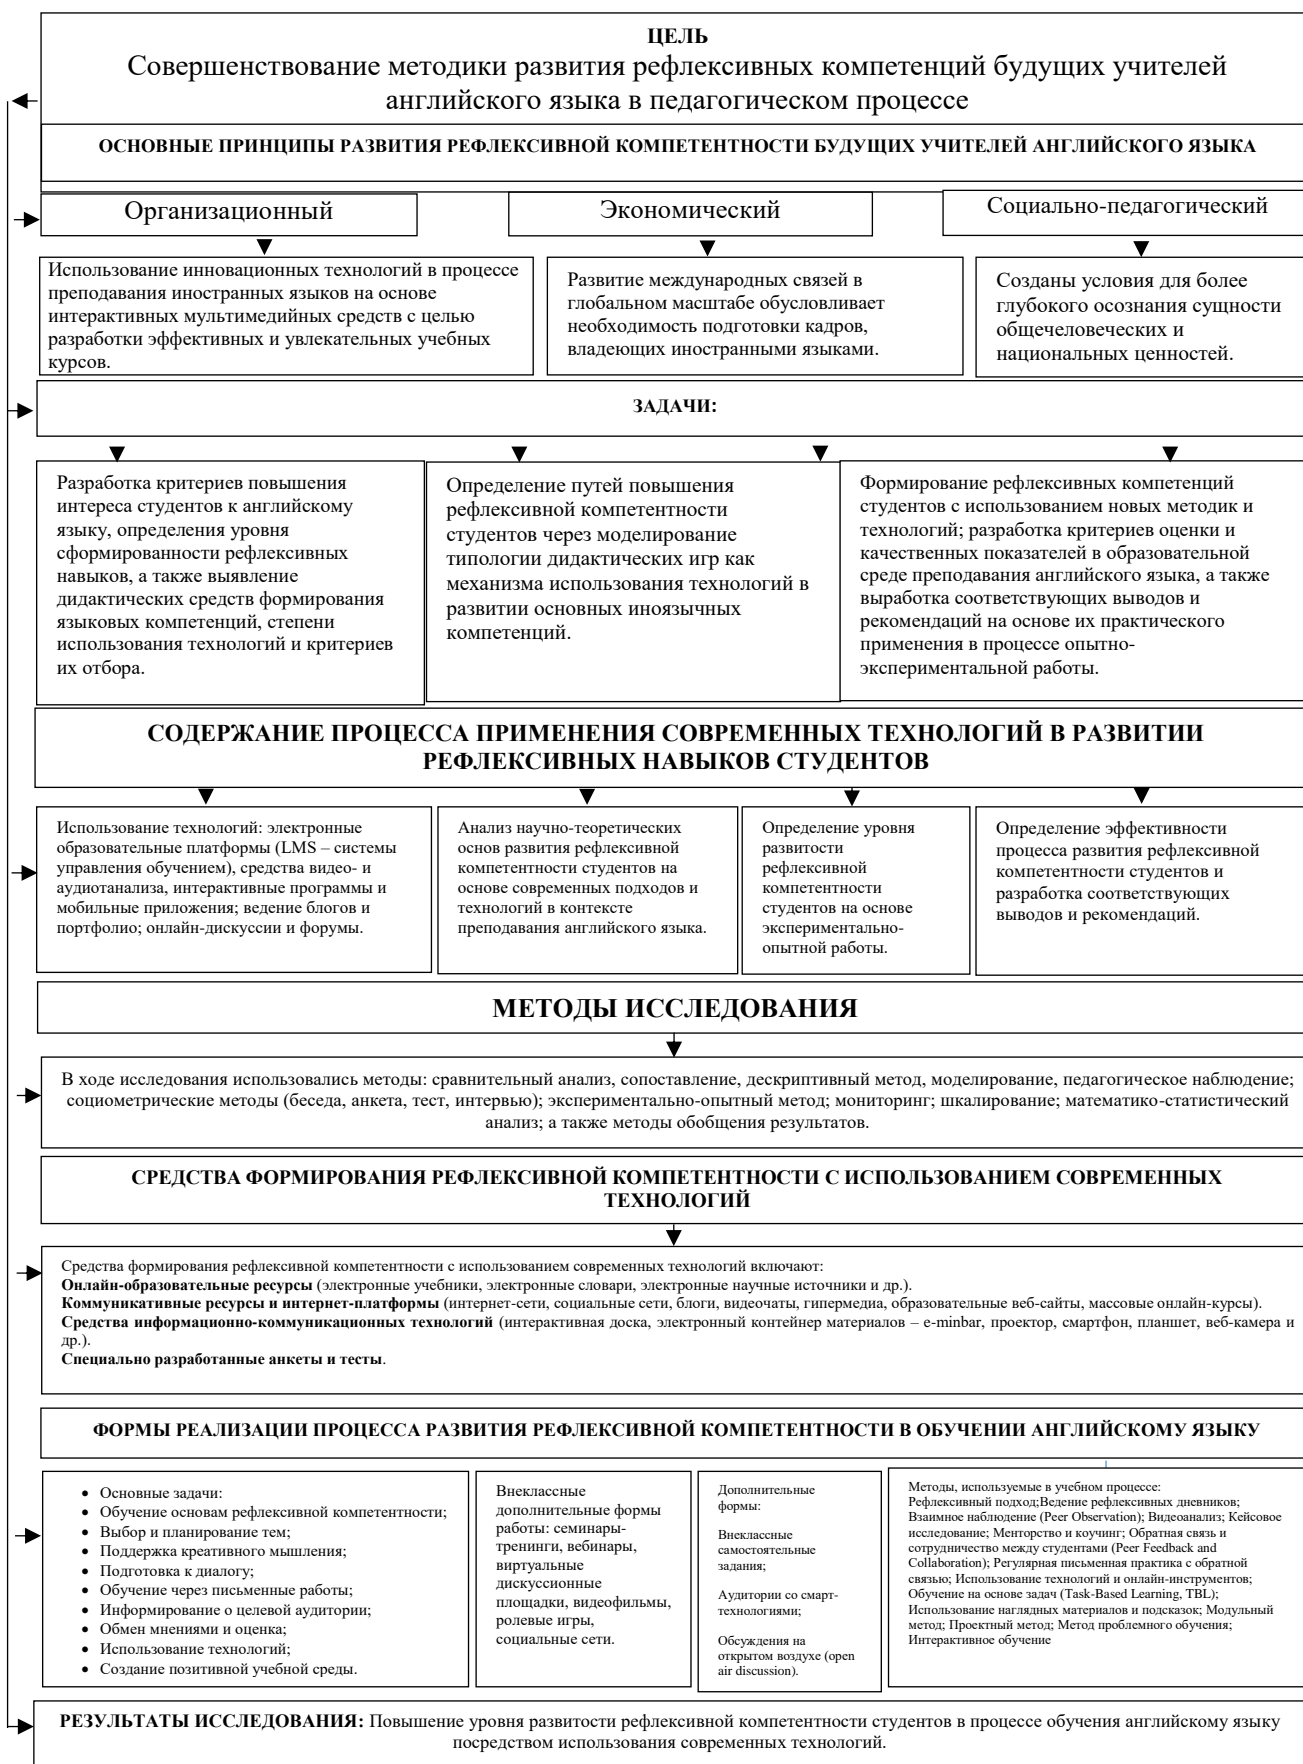 ЦЕЛЬ
Совершенствование методики развития рефлексивных компетенций будущих учителей
английского языка в педагогическом процессе
ОСНОВНЫЕ ПРИНЦИПЫ РАЗВИТИЯ РЕФЛЕКСИВНОЙ КОМПЕТЕНТНОСТИ БУДУЩИХ УЧИТЕЛЕЙ АНГЛИЙСКОГО ЯЗЫКА
Организационный
Экономический
Социально-педагогический
Использование инновационных технологий в процессе
преподавания иностранных языков на основе
интерактивных мультимедийных средств с целью
разработки эффективных и увлекательных учебных
курсов.
Развитие международных связей в
глобальном масштабе обусловливает
необходимость подготовки кадров,
владеющих иностранными языками.
Созданы условия для более
глубокого осознания сущности
общечеловеческих и
национальных ценностей.
ЗАДАЧИ:
Разработка критериев повышения
интереса студентов к английскому
языку, определения уровня
сформированности рефлексивных
навыков, а также выявление
дидактических средств формирования
языковых компетенций, степени
использования технологий и критериев
их отбора.
Определение путей повышения
рефлексивной компетентности
студентов через моделирование
типологии дидактических игр как
механизма использования технологий в
развитии основных иноязычных
компетенций.
Формирование рефлексивных компетенций
студентов с использованием новых методик и
технологий; разработка критериев оценки и
качественных показателей в образовательной
среде преподавания английского языка, а также
выработка соответствующих выводов и
рекомендаций на основе их практического
применения в процессе опытно-
экспериментальной работы.
СОДЕРЖАНИЕ ПРОЦЕССА ПРИМЕНЕНИЯ СОВРЕМЕННЫХ ТЕХНОЛОГИЙ В РАЗВИТИИ
РЕФЛЕКСИВНЫХ НАВЫКОВ СТУДЕНТОВ
Использование технологий: электронные
образовательные платформы (LMS – системы
управления обучением), средства видео- и
аудиотанализа, интерактивные программы и
мобильные приложения; ведение блогов и
портфолио; онлайн-дискуссии и форумы.
Анализ научно-теоретических
основ развития рефлексивной
компетентности студентов на
основе современных подходов и
технологий в контексте
преподавания английского языка.
Определение уровня
развитости
рефлексивной
компетентности
студентов на основе
экспериментально-
опытной работы.
Определение эффективности
процесса развития рефлексивной
компетентности студентов и
разработка соответствующих
выводов и рекомендаций.
МЕТОДЫ ИССЛЕДОВАНИЯ
В ходе исследования использовались методы: сравнительный анализ, сопоставление, дескриптивный метод, моделирование, педагогическое наблюдение;
социометрические методы (беседа, анкета, тест, интервью); экспериментально-опытный метод; мониторинг; шкалирование; математико-статистический
анализ; а также методы обобщения результатов.
СРЕДСТВА ФОРМИРОВАНИЯ РЕФЛЕКСИВНОЙ КОМПЕТЕНТНОСТИ С ИСПОЛЬЗОВАНИЕМ СОВРЕМЕННЫХ
ТЕХНОЛОГИЙ
Средства формирования рефлексивной компетентности с использованием современных технологий включают:
Онлайн-образовательные ресурсы (электронные учебники, электронные словари, электронные научные источники и др.).
Коммуникативные ресурсы и интернет-платформы (интернет-сети, социальные сети, блоги, видеочаты, гипермедиа, образовательные веб-сайты, массовые онлайн-курсы).
Средства информационно-коммуникационных технологий (интерактивная доска, электронный контейнер материалов – e-minbar, проектор, смартфон, планшет, веб-камера и
др.).
Специально разработанные анкеты и тесты.
ФОРМЫ РЕАЛИЗАЦИИ ПРОЦЕССА РАЗВИТИЯ РЕФЛЕКСИВНОЙ КОМПЕТЕНТНОСТИ В ОБУЧЕНИИ АНГЛИЙСКОМУ ЯЗЫКУ
• Основные задачи:
• Обучение основам рефлексивной компетентности;
• Выбор и планирование тем;
• Поддержка креативного мышления;
• Подготовка к диалогу;
• Обучение через письменные работы;
• Информирование о целевой аудитории;
• Обмен мнениями и оценка;
• Использование технологий;
• Создание позитивной учебной среды.
Внеклассные
дополнительные формы
работы: семинары-
тренинги, вебинары,
виртуальные
дискуссионные
площадки, видеофильмы,
ролевые игры,
социальные сети.
Дополнительные
формы:
Внеклассные
самостоятельные
задания;
Аудитории со смарт-
технологиями;
Обсуждения на
открытом воздухе (open
air discussion).
Методы, используемые в учебном процессе:
Рефлексивный подход;Ведение рефлексивных дневников;
Взаимное наблюдение (Peer Observation); Видеоанализ; Кейсовое
исследование; Менторство и коучинг; Обратная связь и
сотрудничество между студентами (Peer Feedback and
Collaboration); Регулярная письменная практика с обратной
связью; Использование технологий и онлайн-инструментов;
Обучение на основе задач (Task-Based Learning, TBL);
Использование наглядных материалов и подсказок; Модульный
метод; Проектный метод; Метод проблемного обучения;
Интерактивное обучение
РЕЗУЛЬТАТЫ ИССЛЕДОВАНИЯ: Повышение уровня развитости рефлексивной компетентности студентов в процессе обучения английскому языку
посредством использования современных технологий.